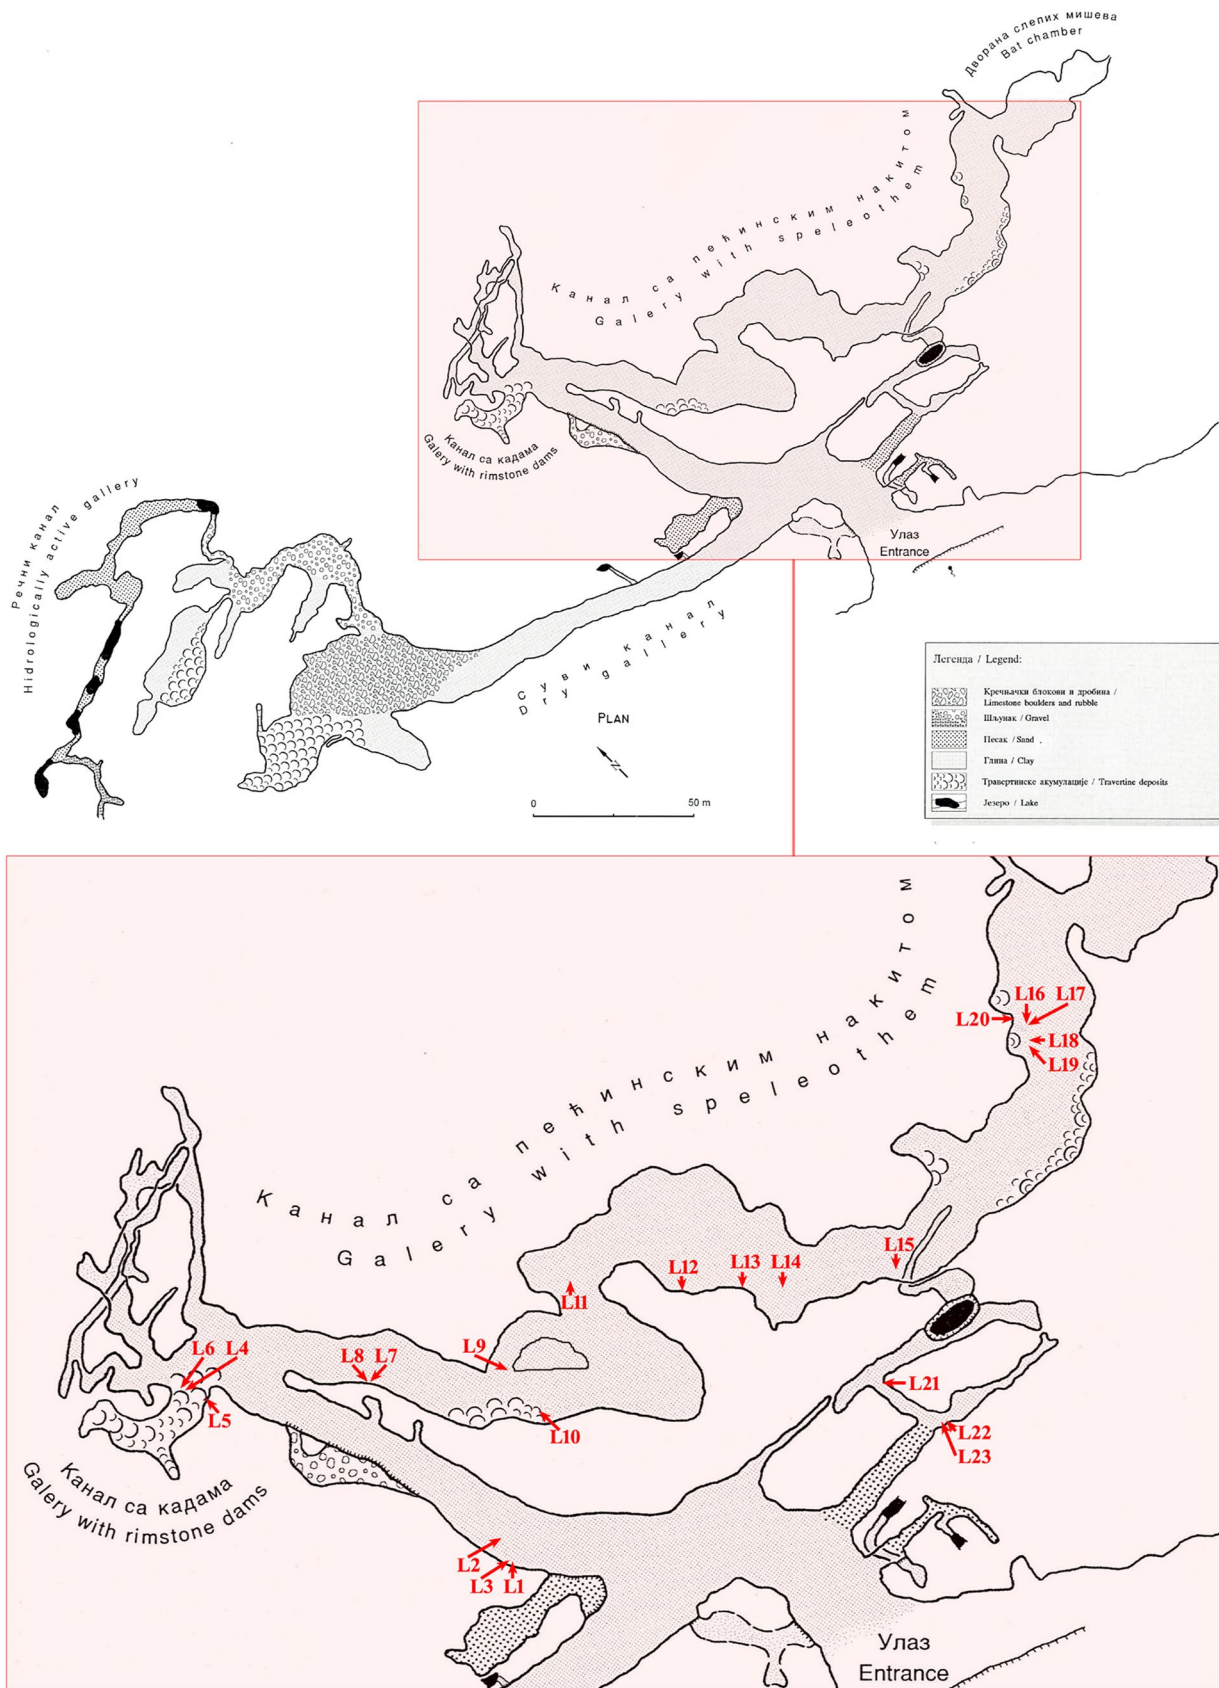 Дворана слепих мишева
Bat chamber
Канал са пећинским накитом
Galery with speleothem
Канал са кадама
Galery with rimstone dams
Речни канал
Hidrologically active gallery
Улаз
Entrance
Суви канал
Dry gallery
PLAN
N
0 50 m
Легенда / Legend:
Кречњачки блокови и дробина /
Limestone boulders and rubble
Шљунак / Gravel
Песак / Sand
Глина / Clay
Травертинске акумулације / Travertine deposits
Језеро / Lake
Канал са пећинским накитом
Galery with speleothem
L16 L17
L20
L18
L19
L15
L12 L13 L14
L11
L9
L8 L7
L6 L4
L5
L10
L21
L22
L23
Канал са кадама
Galery with rimstone dams
L2
L3 L1
Улаз
Entrance